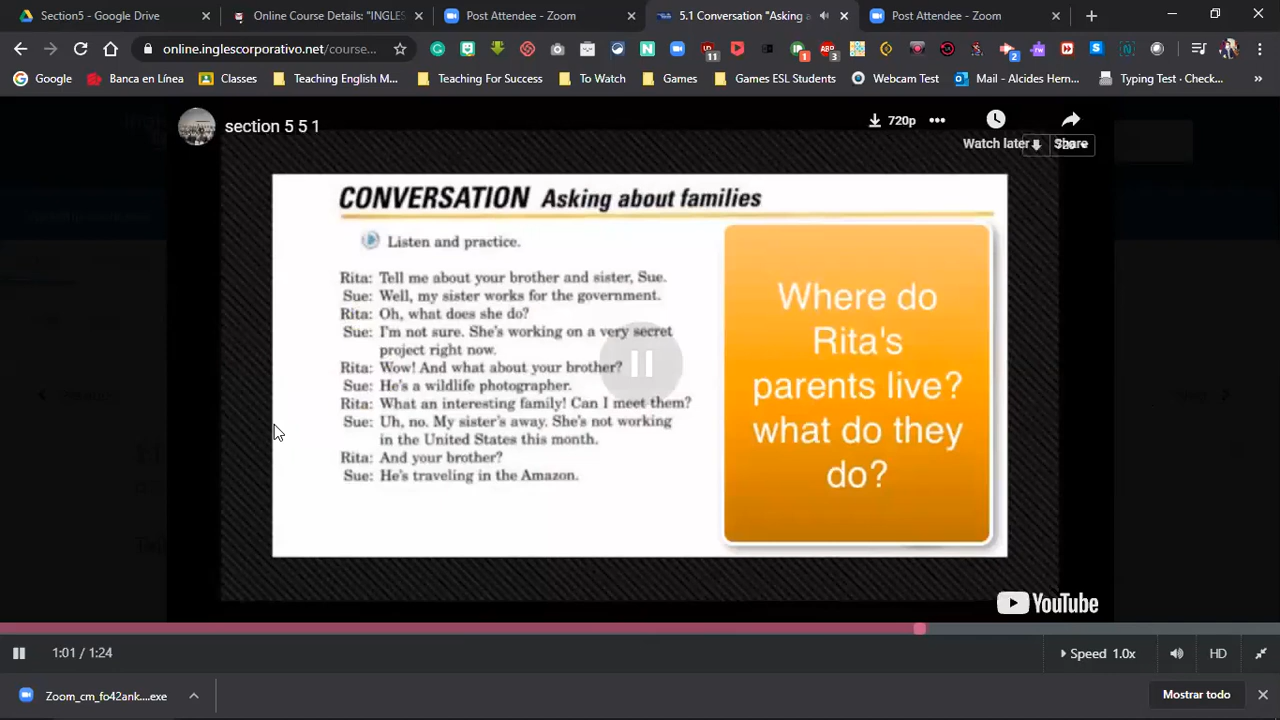 Section5 - Google Drive
Online Course Details: "INGLES
Post Attendee - Zoom
5.1 Conversation "Asking a
Post Attendee - Zoom
online.inglescorporativo.net/course...
Google
Banca en Línea
Classes
Teaching English M...
Teaching For Success
To Watch
Games
Games ESL Students
Webcam Test
Mail - Alcides Hern...
Typing Test - Check...
section 5 5 1
720p
Watch later
Share
CONVERSATION Asking about families
Listen and practice.
Rita: Tell me about your brother and sister, Sue.
Sue: Well, my sister works for the government.
Rita: Oh, what does she do?
Sue: I'm not sure. She's working on a very secret
project right now.
Rita: Wow! And what about your brother?
Sue: He's a wildlife photographer.
Rita: What an interesting family! Can I meet them?
Sue: Uh, no. My sister's away. She's not working
in the United States this month.
Rita: And your brother?
Sue: He's traveling in the Amazon.
Where do
Rita's
parents live?
what do they
do?
YouTube
1:01 / 1:24
Speed 1.0x
HD
Zoom_cm_fo42ank....exe
Mostrar todo